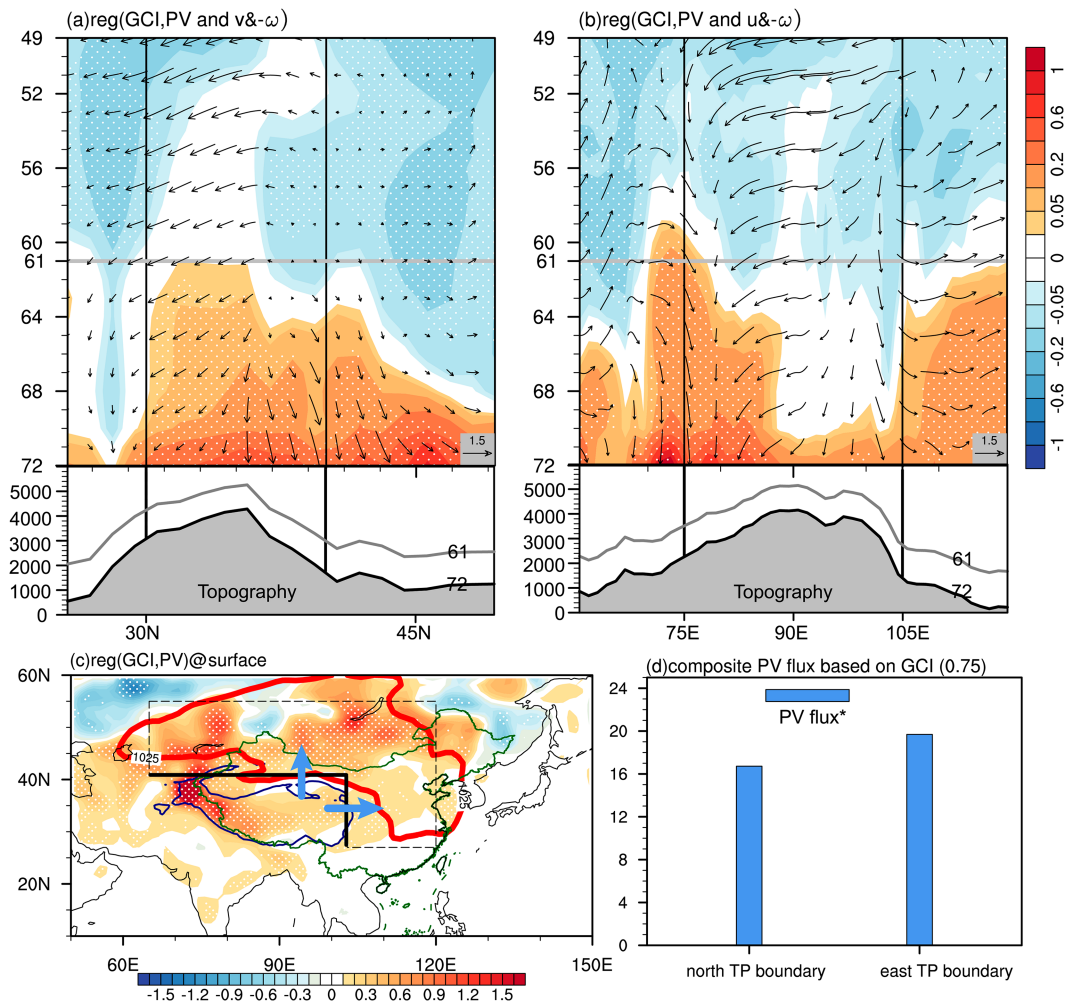 (a)reg(GCI,PV and v&-ω)
49
52
56
60
61
64
68
72
1.5
5000
4000
3000
2000
1000
0
61
72
Topography
30N
45N
(b)reg(GCI,PV and u&-ω)
49
52
56
60
61
64
68
72
1.5
5000
4000
3000
2000
1000
0
61
72
Topography
75E
90E
105E
1
1
0.6
0.2
0.05
0
-0.05
-0.2
-0.6
-1
(c)reg(GCI,PV)@surface
60N
40N
20N
1025
025
60E
90E
120E
150E
-1.5 -1.2 -0.9 -0.6 -0.3 0 0.3 0.6 0.9 1.2 1.5
(d)composite PV flux based on GCI (0.75)
24
20
16
12
8
4
0
PV flux*
north TP boundary
east TP boundary